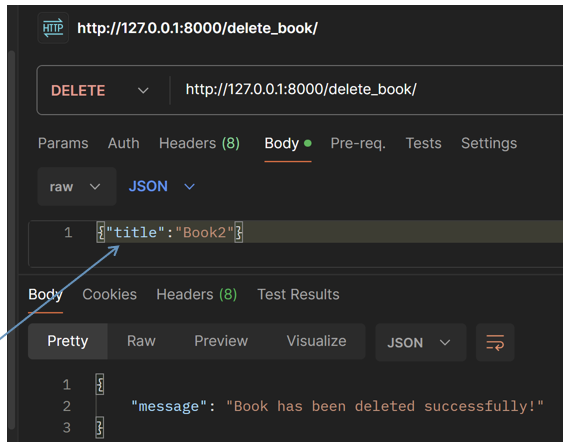 HTTP http://127.0.0.1:8000/delete_book/
DELETE http://127.0.0.1:8000/delete_book/
Params Auth Headers (8) Body Pre-req. Tests Settings
raw JSON
1 {"title":"Book2"}
Body Cookies Headers (8) Test Results
Pretty Raw Preview Visualize JSON
1 {
2 "message": "Book has been deleted successfully!"
3 }